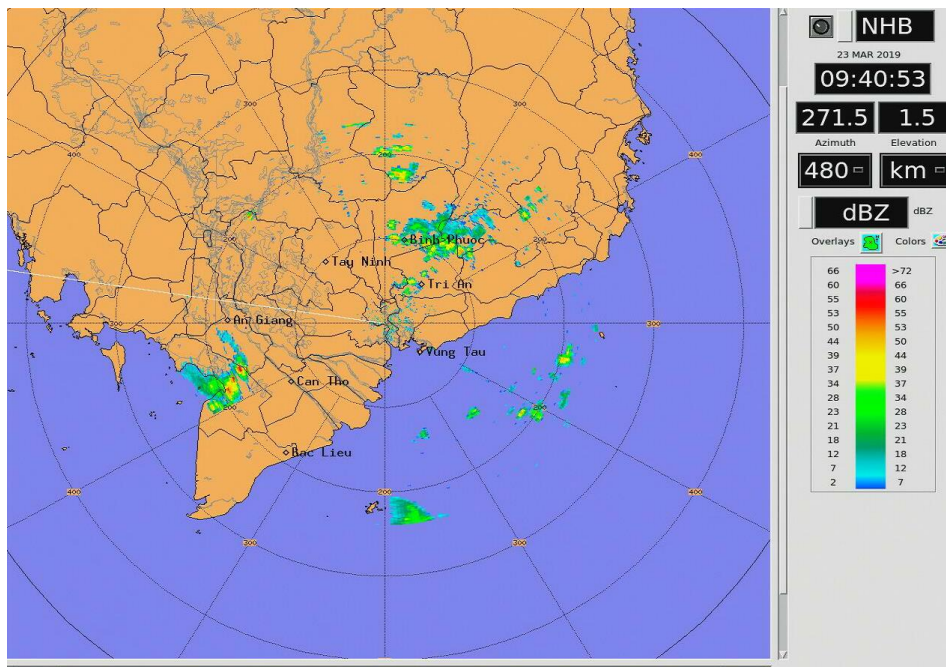 NHB
23 MAR 2019
09:40:53
271.5 1.5
Azimuth Elevation
480 km
dBZ dBZ
Overlays Colors
66 >72
60 66
55 60
53 55
50 53
44 50
39 44
37 39
34 37
28 34
23 28
21 23
18 21
12 18
7 12
2 7
300 300
400 200 400
Binh Phuoc
200 200
Tay Ninh
Tri An
An Giang
300 300
Vung Tau
Can Tho
200 200
Bac Lieu
400 200 400
300 300